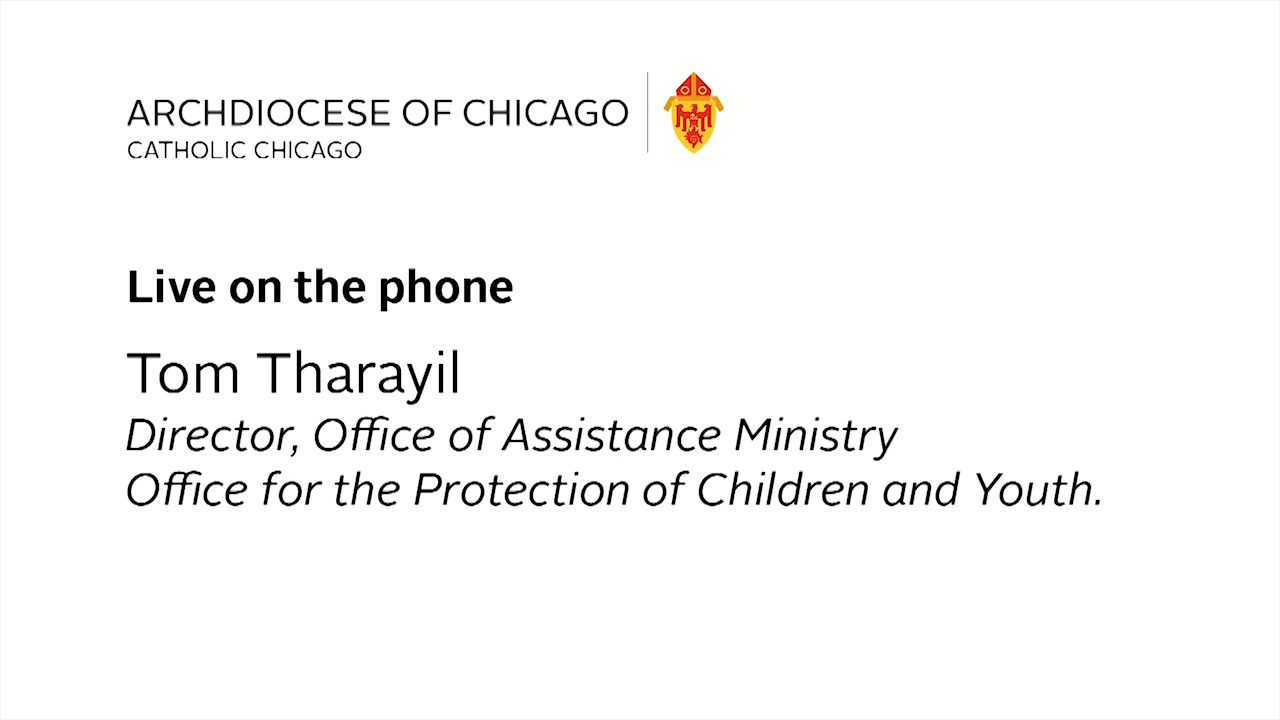 ARCHDIOCESE OF CHICAGO
CATHOLIC CHICAGO
Live on the phone
Tom Tharayil
Director, Office of Assistance Ministry
Office for the Protection of Children and Youth.